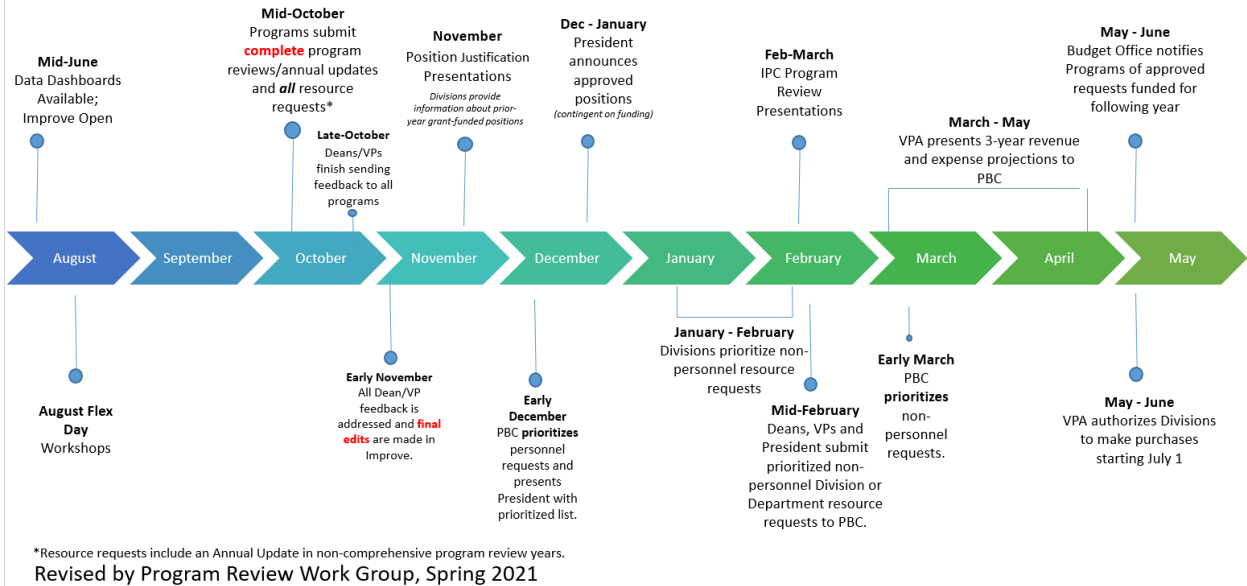 Mid-June
Data Dashboards
Available;
Improve Open
Mid-October
Programs submit
complete program
reviews/annual updates
and all resource
requests*
Late-October
Deans/VPs
finish sending
feedback to all
programs
November
Position Justification
Presentations
Divisions provide
information about prior-
year grant-funded positions
Dec - January
President
announces
approved
positions
(contingent on funding)
Feb-March
IPC Program
Review
Presentations
March - May
VPA presents 3-year revenue
and expense projections to
PBC
May - June
Budget Office notifies
Programs of approved
requests funded for
following year
August
September
October
November
December
January
February
March
April
May
August Flex
Day
Workshops
Early November
All Dean/VP
feedback is
addressed and final
edits are made in
Improve.
Early
December
PBC prioritizes
personnel
requests and
presents
President with
prioritized list.
January - February
Divisions prioritize non-
personnel resource
requests
Mid-February
Deans, VPs and
President submit
prioritized non-
personnel Division or
Department resource
requests to PBC.
Early March
PBC
prioritizes
non-
personnel
requests.
May - June
VPA authorizes Divisions
to make purchases
starting July 1
*Resource requests include an Annual Update in non-comprehensive program review years.
Revised by Program Review Work Group, Spring 2021